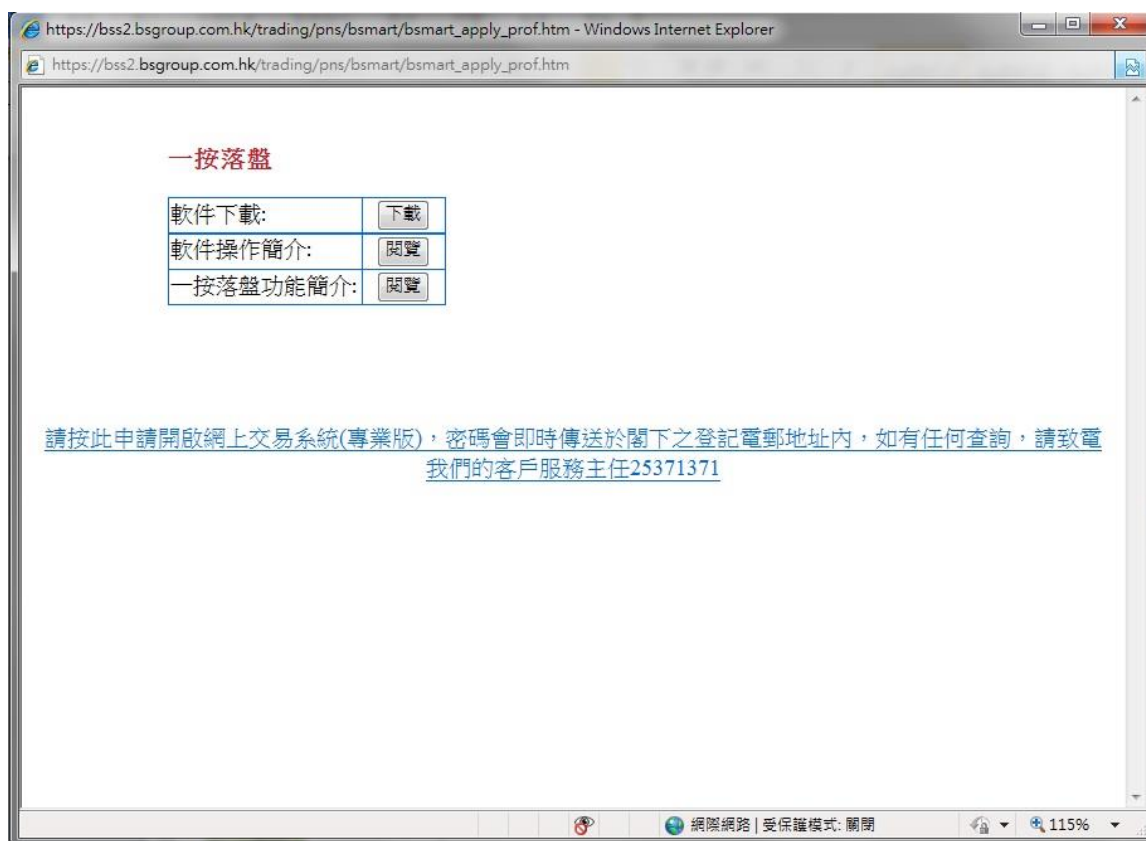 https://bss2.bsgroup.com.hk/trading/pns/bsmart/bsmart_apply_prof.htm - Windows Internet Explorer
https://bss2.bsgroup.com.hk/trading/pns/bsmart/bsmart_apply_prof.htm
一按落盤
軟件下載: 下載
軟件操作簡介: 閱覽
一按落盤功能簡介: 閱覽
請按此申請開啟網上交易系統(專業版)，密碼會即時傳送於閣下之登記電郵地址內，如有任何查詢，請致電
我們的客戶服務主任25371371
網際網路 | 受保護模式: 關閉 115%